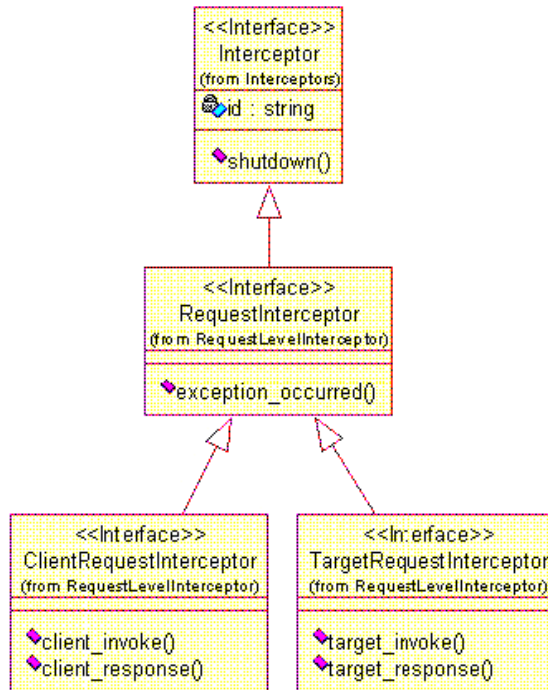 <<Interface>>
Interceptor
(from Interceptors)
id : string
shutdown()
<<Interface>>
RequestInterceptor
(from RequestLevelInterceptor)
exception_occurred()
<<Interface>>
ClientRequestInterceptor
(from RequestLevelInterceptor)
client_invoke()
client_response()
<<Interface>>
TargetRequestInterceptor
(from RequestLevelInterceptor)
target_invoke()
target_response()